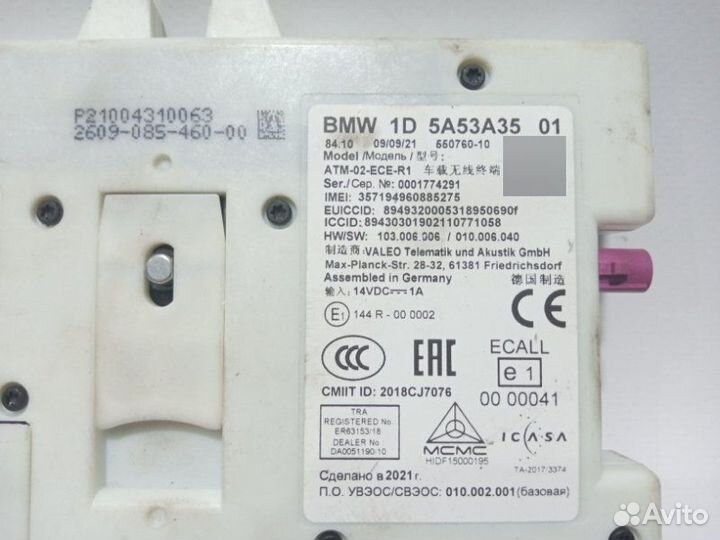 P21004310063
2609-085-460-00
BMW 1D 5A53A35 01
84.10 09/09/21 550760-10
Model /Модель/ 型号:
ATM-02-ECE-R1 车载无线终端
Ser./Сер. №: 0001774291
IMEI: 357194960885275
EUICCID: 8949320005318950690f
ICCID: 89430301902110771058
HW/SW: 103.006.006 / 010.006.040
制造商: VALEO Telematik und Akustik GmbH
Max-Planck-Str. 28-32, 61381 Friedrichsdorf
Assembled in Germany 德国制造
输入: 14VDC⎓1A
E1 144 R - 00 0002
CE
CCC
EAC
ECALL
e1
00 00041
CMIIT ID: 2018CJ7076
TRA
REGISTERED No
ER63153/18
DEALER No
DA0051190/10
MCMC
HIDF15000195
ICASA
TA-2017/3374
Сделано в 2021 г.
П.О. УВЭОС/СВЭОС: 010.002.001 (базовая)
Avito